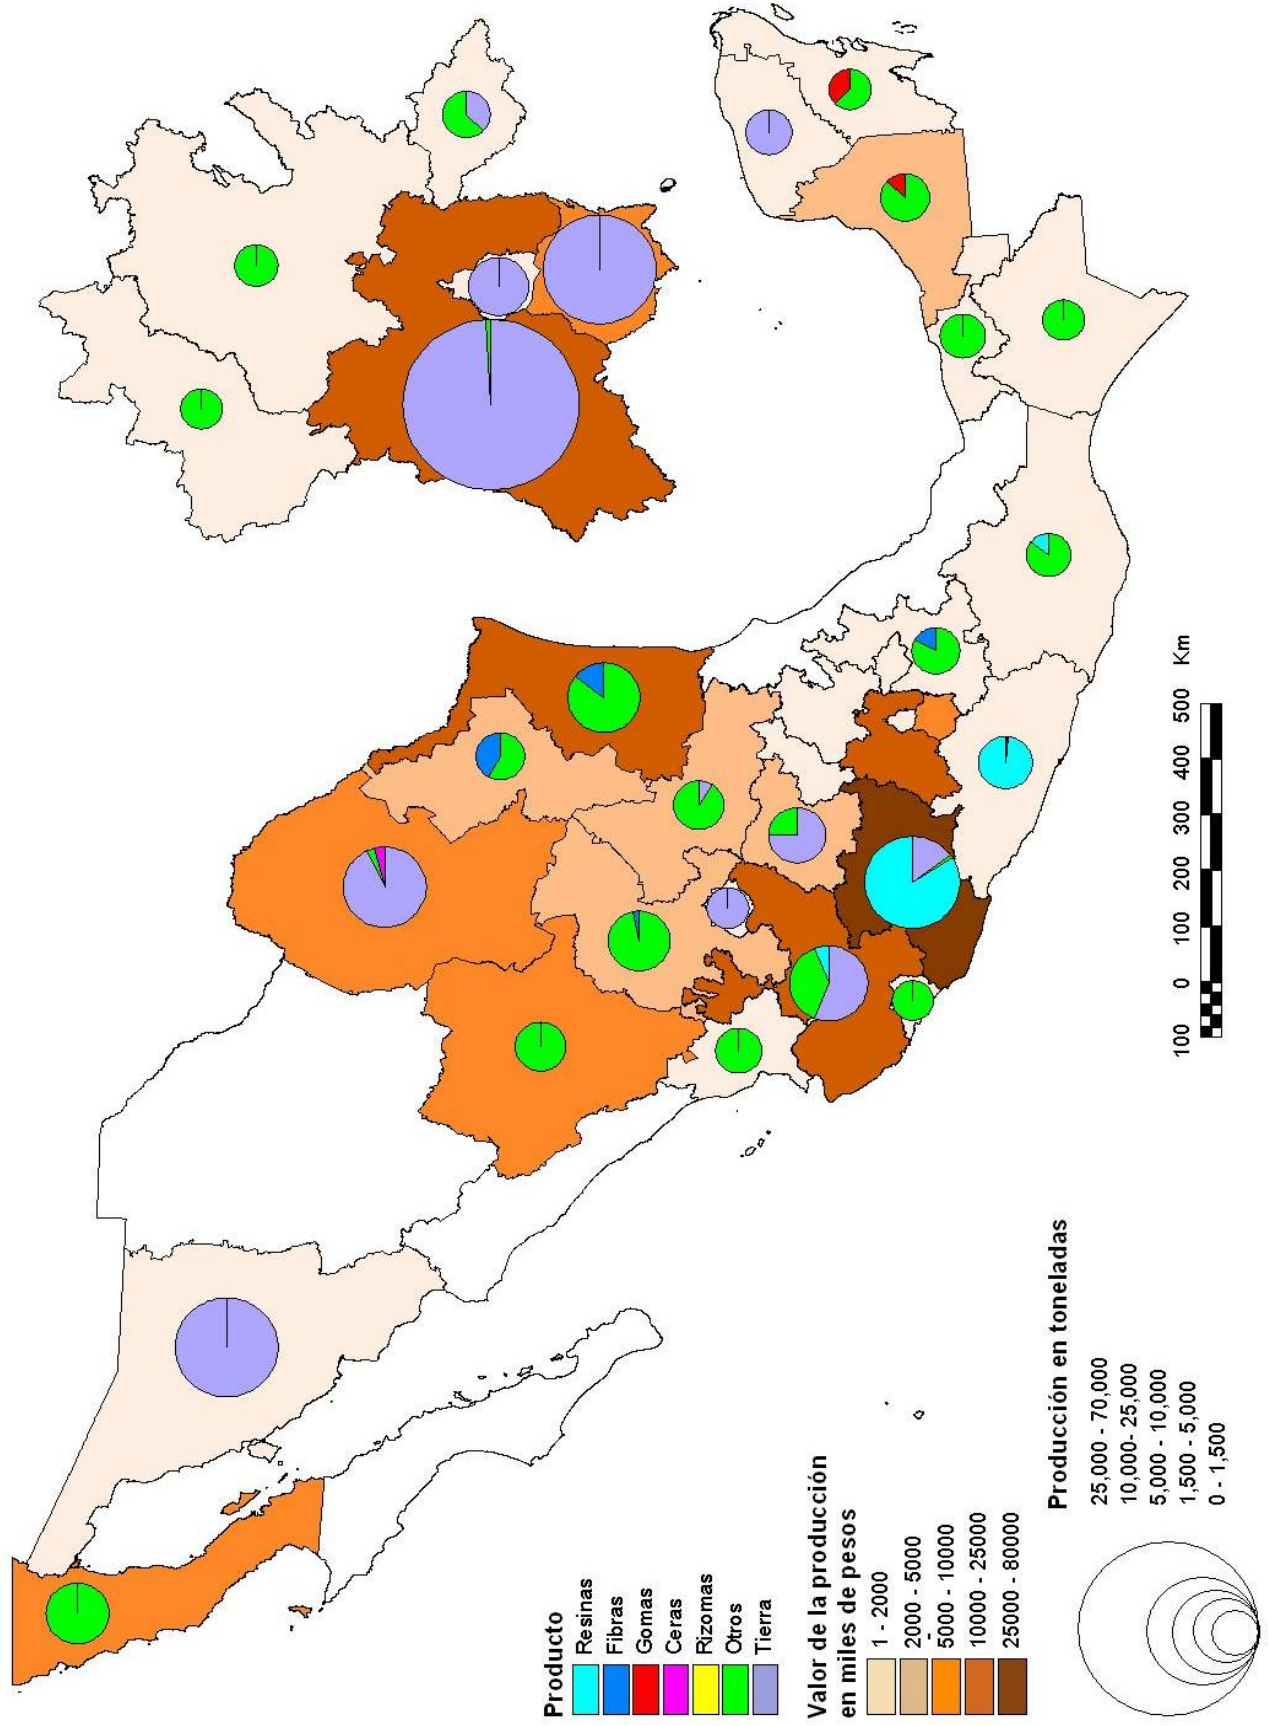 Producto
Resinas
Fibras
Gomas
Ceras
Rizomas
Otros
Tierra
Valor de la producción
en miles de pesos
1 - 2000
2000 - 5000
5000 - 10000
10000 - 25000
25000 - 80000
Producción en toneladas
25,000 - 70,000
10,000- 25,000
5,000 - 10,000
1,500 - 5,000
0 - 1,500
100 0 100 200 300 400 500 Km